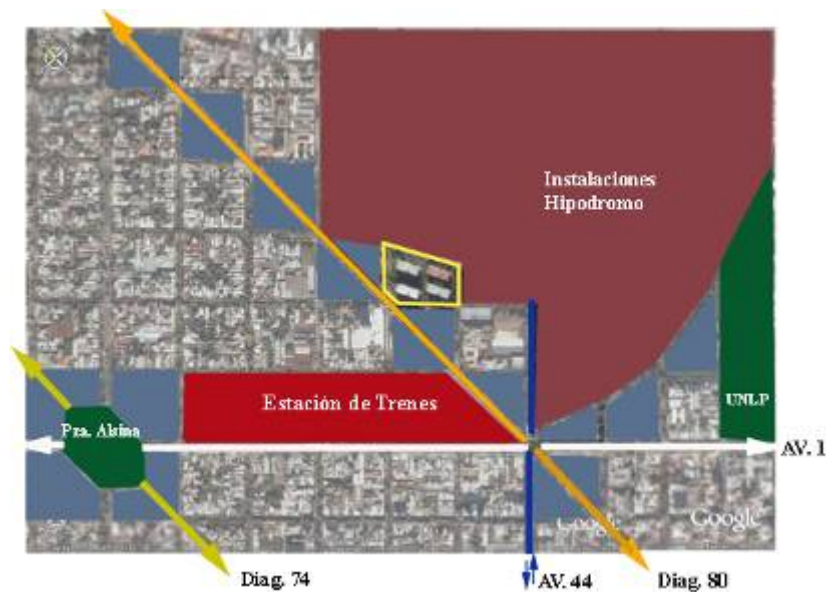 Instalaciones
Hipodromo
Estación de Trenes
UNLP
Pza. Alsina
AV. 1
Google
Google
Diag. 74
AV. 44
Diag. 80